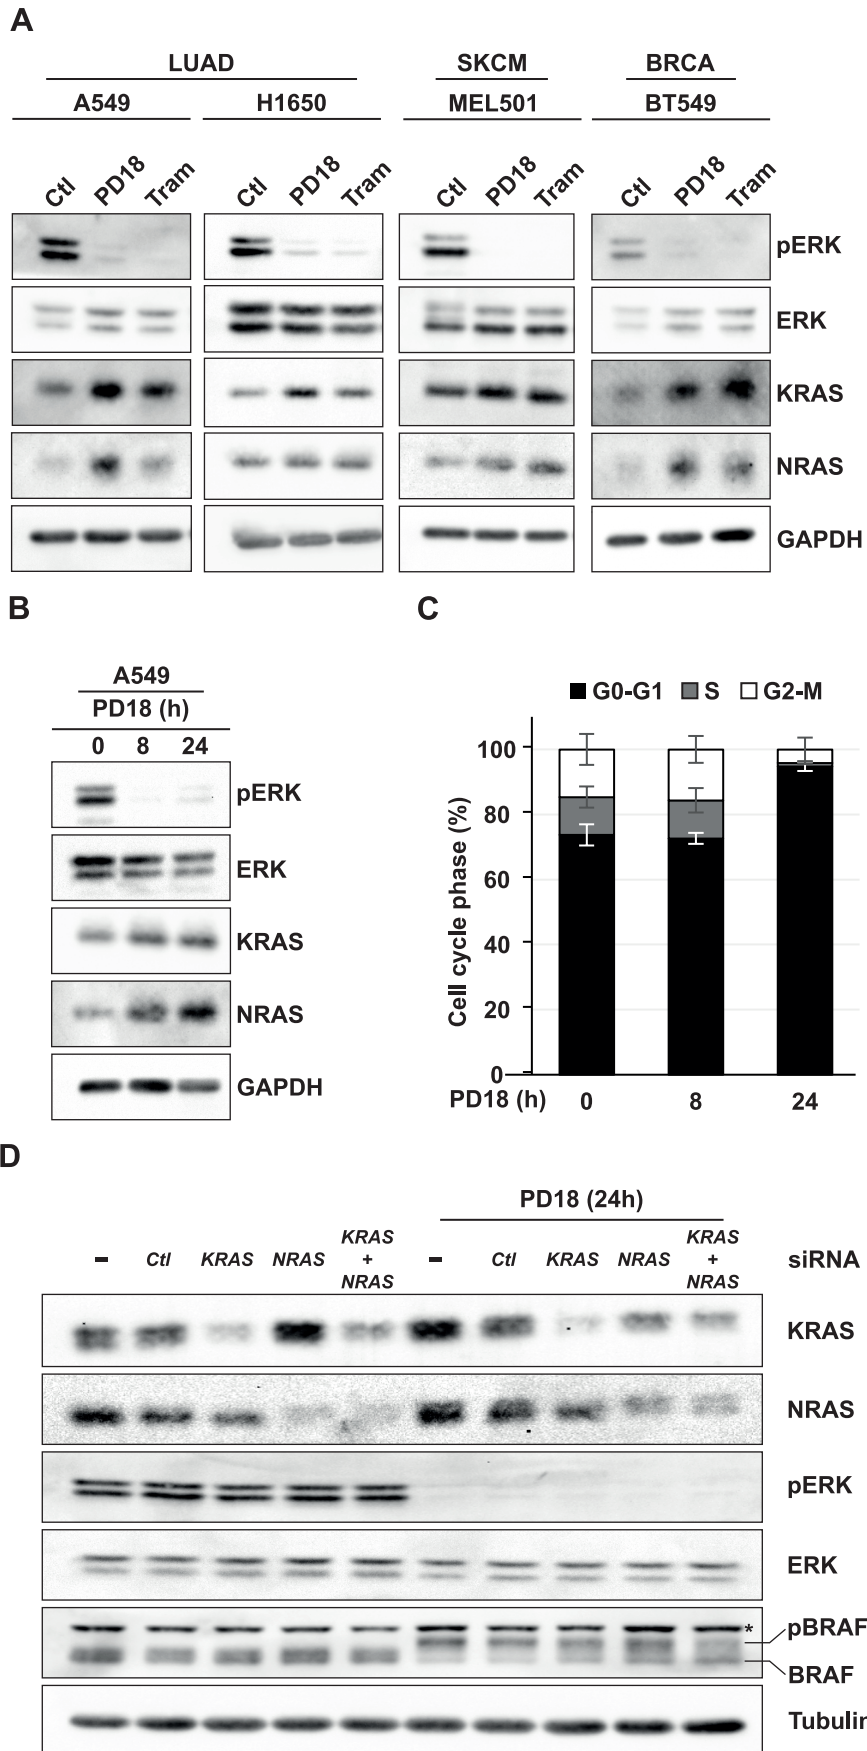 A
LUAD SKCM BRCA
A549 H1650 MEL501 BT549
Ctl PD18 Tram Ctl PD18 Tram Ctl PD18 Tram Ctl PD18 Tram
pERK
ERK
KRAS
NRAS
GAPDH
B
A549
PD18 (h)
0 8 24
pERK
ERK
KRAS
NRAS
GAPDH
C
G0-G1 S G2-M
Cell cycle phase (%)
100
80
60
40
20
0
PD18 (h) 0 8 24
D
PD18 (24h)
– Ctl KRAS NRAS KRAS + NRAS – Ctl KRAS NRAS KRAS + NRAS siRNA
KRAS
NRAS
pERK
ERK
* pBRAF
BRAF
Tubulin